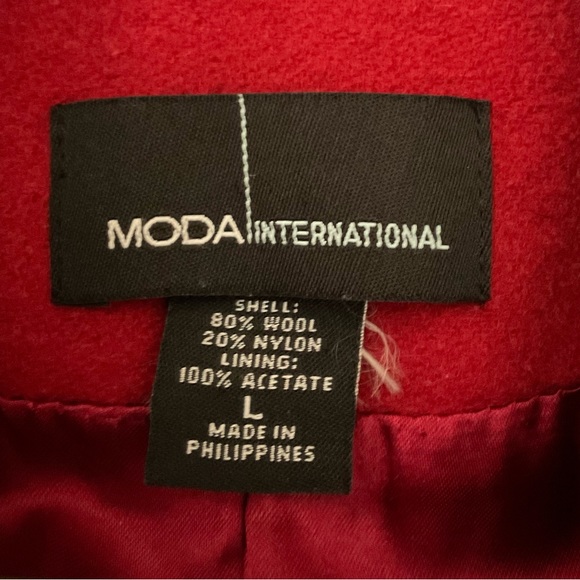 MODA INTERNATIONAL
SHELL:
80% WOOL
20% NYLON
LINING:
100% ACETATE
L
MADE IN
PHILIPPINES